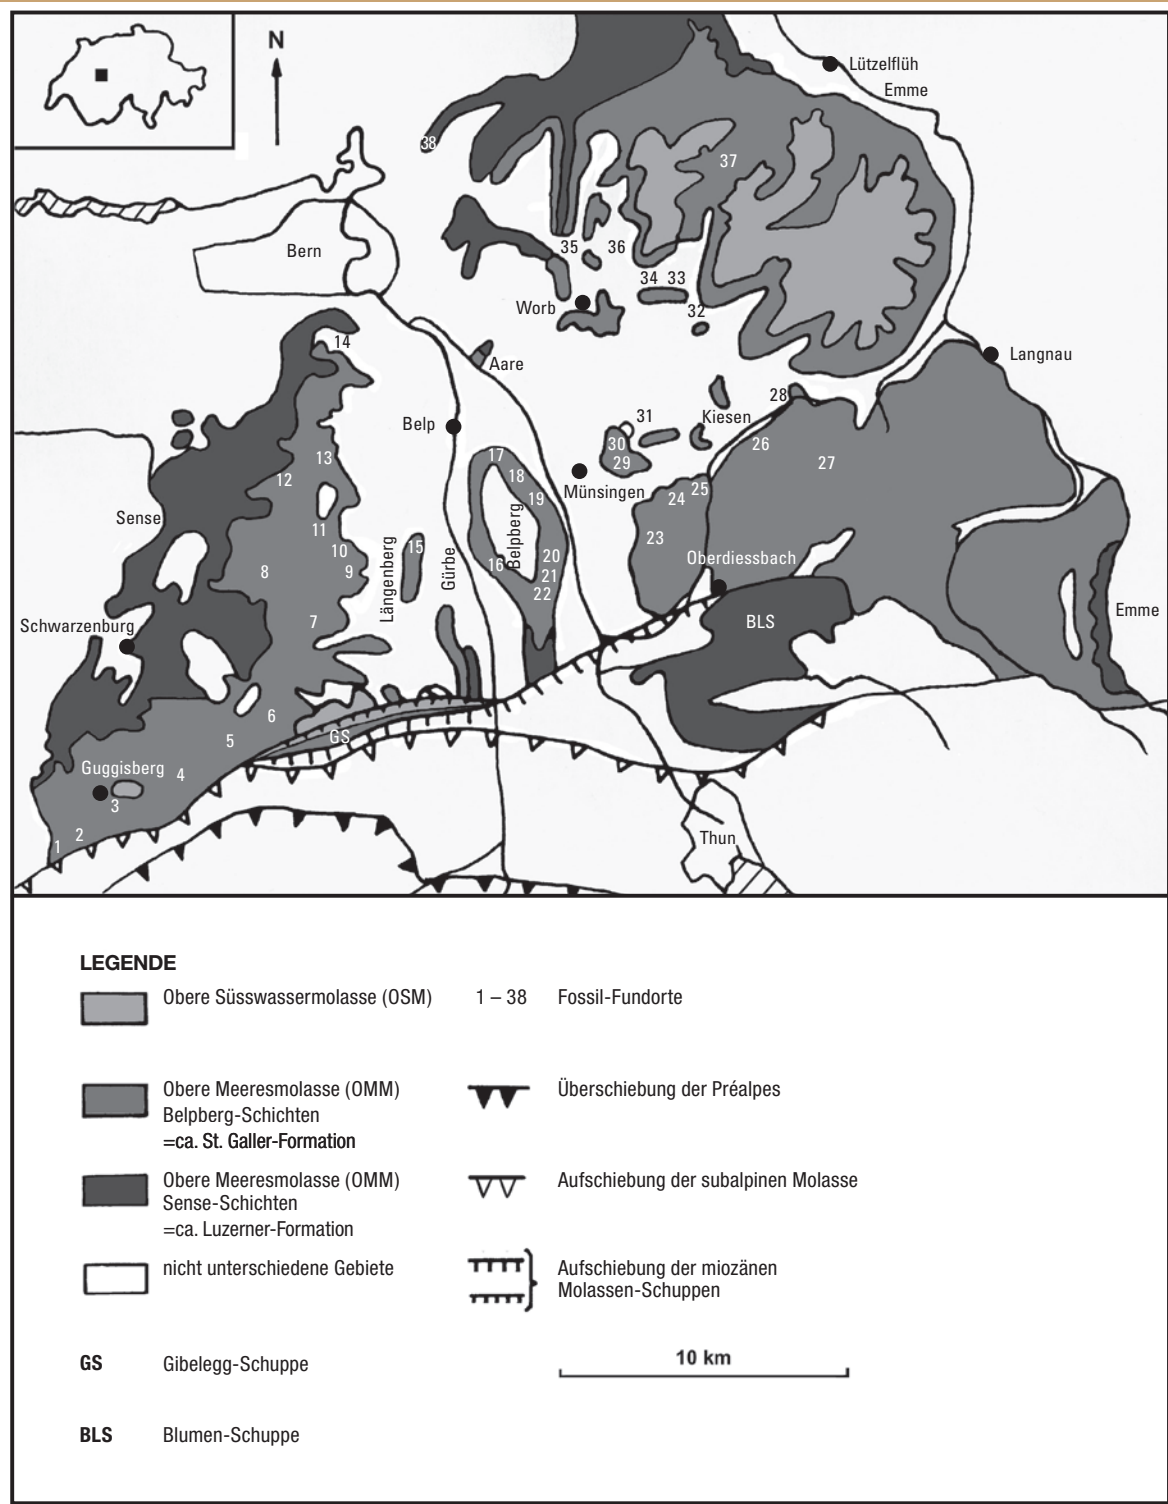 N
Lützelflüh
Emme
38
37
Bern
35
36
34
33
Worb
32
14
Aare
Langnau
Belp
28
31
Kiesen
30
29
26
27
17
13
12
18
19
Münsingen
24
25
Sense
11
10
9
8
15
Längenberg
Gürbe
Belpberg
16
20
21
22
23
Oberdiessbach
7
Schwarzenburg
BLS
Emme
6
5
GS
Guggisberg
4
3
2
1
Thun
LEGENDE
Obere Süsswassermolasse (OSM)
1 – 38
Fossil-Fundorte
Obere Meeresmolasse (OMM)
Belpberg-Schichten
=ca. St. Galler-Formation
Überschiebung der Préalpes
Obere Meeresmolasse (OMM)
Sense-Schichten
=ca. Luzerner-Formation
Aufschiebung der subalpinen Molasse
nicht unterschiedene Gebiete
Aufschiebung der miozänen
Molassen-Schuppen
GS
Gibelegg-Schuppe
10 km
BLS
Blumen-Schuppe